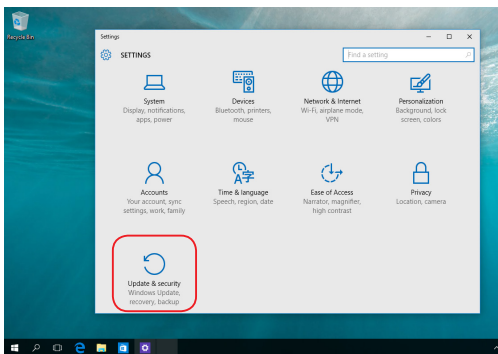 Recycle Bin
Settings
SETTINGS
Find a setting
System
Display, notifications,
apps, power
Devices
Bluetooth, printers,
mouse
Network & Internet
Wi-Fi, airplane mode,
VPN
Personalization
Background, lock
screen, colors
Accounts
Your account, sync
settings, work, family
Time & language
Speech, region, date
Ease of Access
Narrator, magnifier,
high contrast
Privacy
Location, camera
Update & security
Windows Update,
recovery, backup